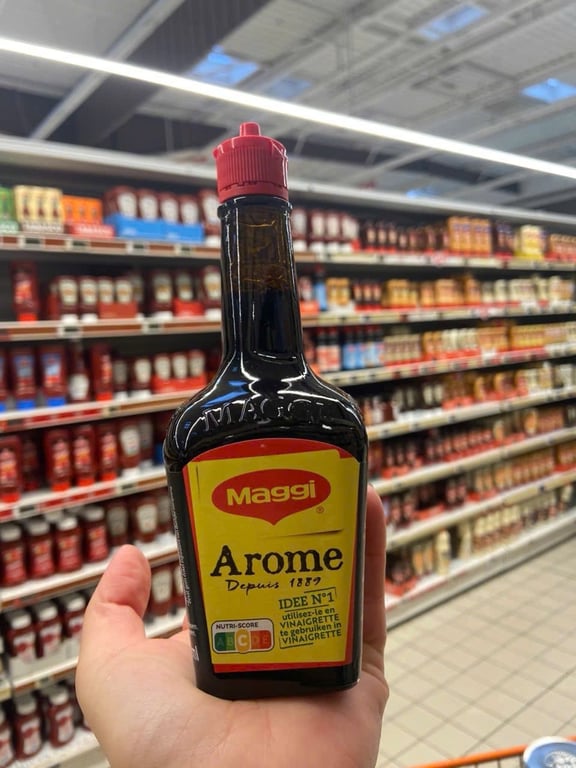 MAGGI
Maggi®
Arome
Depuis 1889
IDEE N°1
utilisez-le en
VINAIGRETTE
te gebruiken in
VINAIGRETTE
NUTRI-SCORE
A B C D E